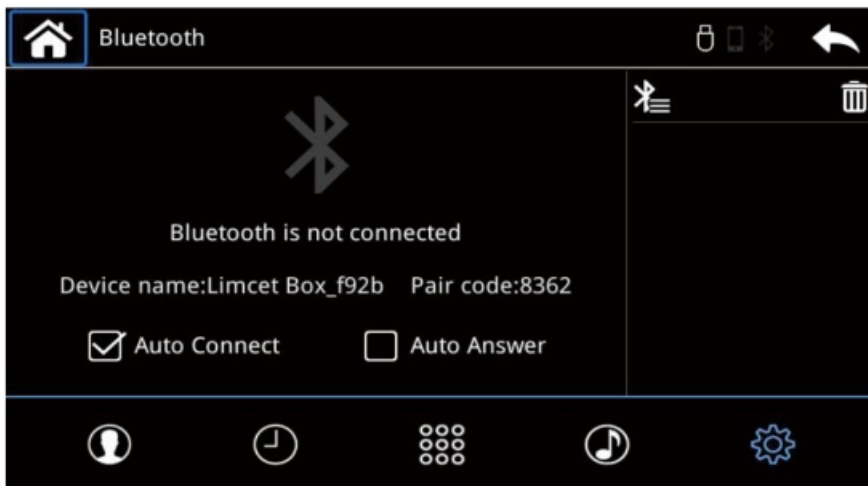 Bluetooth
Bluetooth is not connected
Device name:Limcet Box_f92b Pair code:8362
Auto Connect Auto Answer